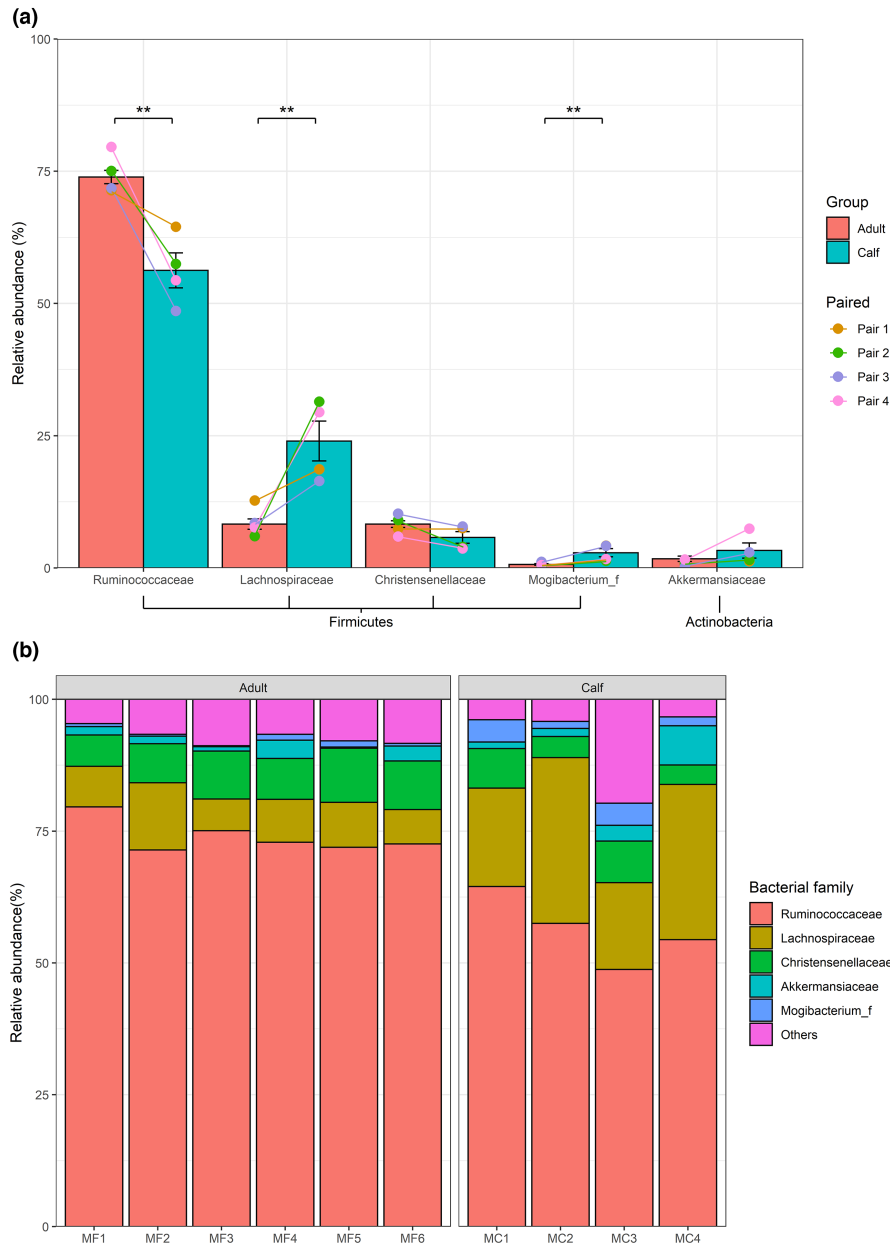 (a)
100
75
50
25
0
Relative abundance (%)
** ** **
Ruminococcaceae Lachnospiraceae Christensenellaceae Mogibacterium_f Akkermansiaceae
Firmicutes Actinobacteria
Group
Adult
Calf
Paired
Pair 1
Pair 2
Pair 3
Pair 4
(b)
Adult Calf
100
75
50
25
0
Relative abundance(%)
MF1 MF2 MF3 MF4 MF5 MF6 MC1 MC2 MC3 MC4
Bacterial family
Ruminococcaceae
Lachnospiraceae
Christensenellaceae
Akkermansiaceae
Mogibacterium_f
Others